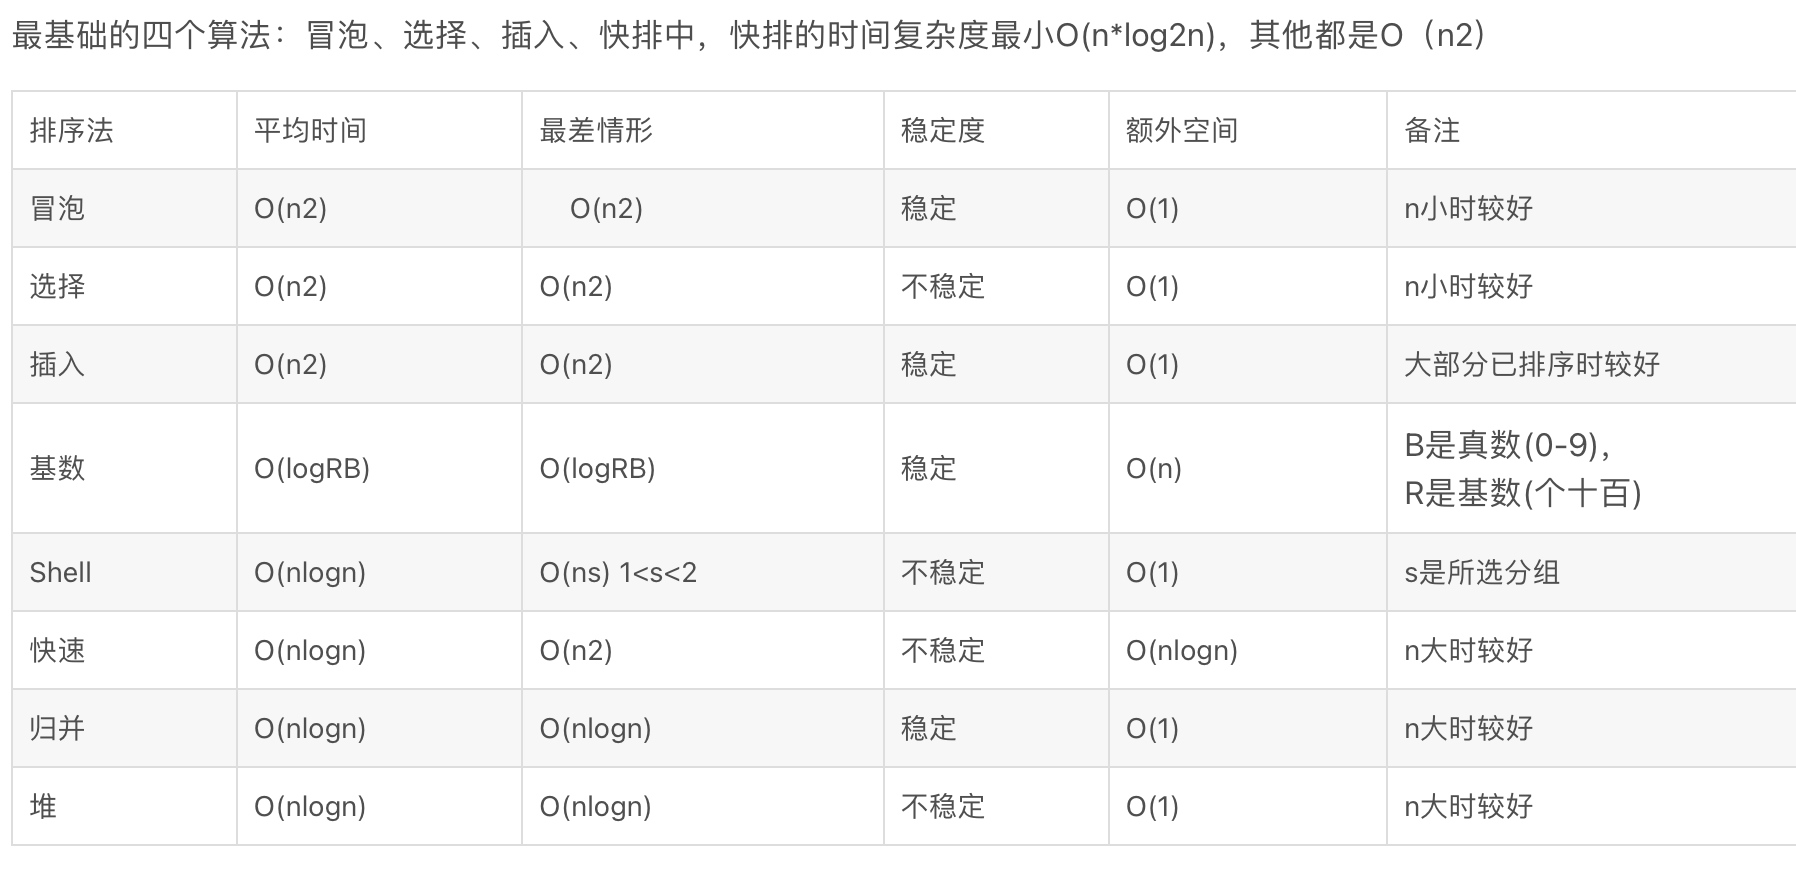 最基础的四个算法：冒泡、选择、插入、快排中，快排的时间复杂度最小O(n*log2n)，其他都是O（n2）
排序法 平均时间 最差情形 稳定度 额外空间 备注
冒泡 O(n2) O(n2) 稳定 O(1) n小时较好
选择 O(n2) O(n2) 不稳定 O(1) n小时较好
插入 O(n2) O(n2) 稳定 O(1) 大部分已排序时较好
基数 O(logRB) O(logRB) 稳定 O(n) B是真数(0-9)，
R是基数(个十百)
Shell O(nlogn) O(ns) 1<s<2 不稳定 O(1) s是所选分组
快速 O(nlogn) O(n2) 不稳定 O(nlogn) n大时较好
归并 O(nlogn) O(nlogn) 稳定 O(1) n大时较好
堆 O(nlogn) O(nlogn) 不稳定 O(1) n大时较好